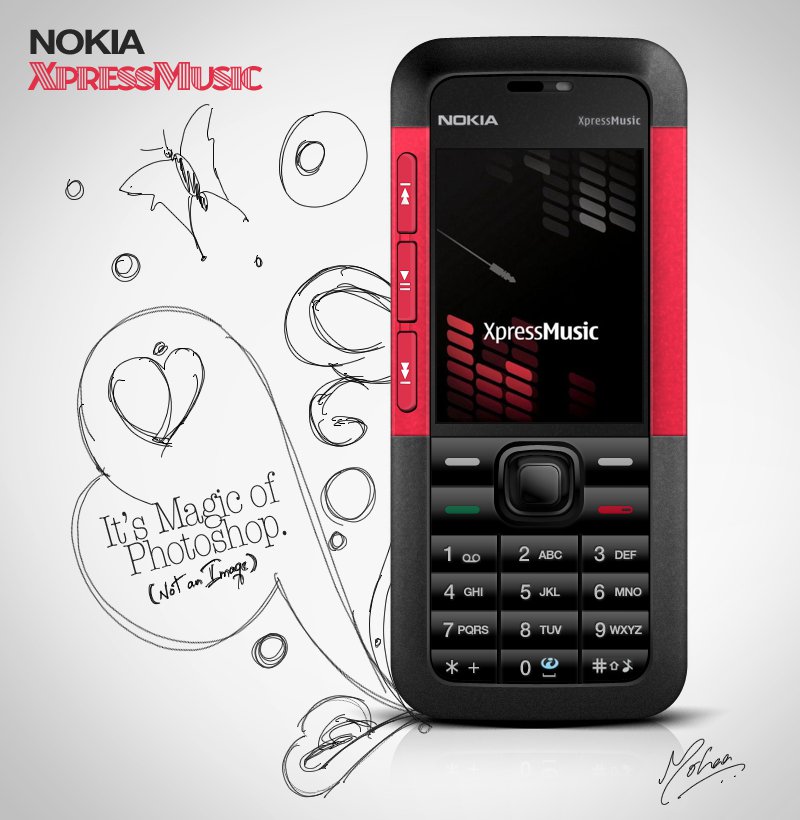 NOKIA
XpressMusic
NOKIA XpressMusic
XpressMusic
It's Magic of
Photoshop.
(Not an Image)
1 2 ABC 3 DEF
4 GHI 5 JKL 6 MNO
7 PQRS 8 TUV 9 WXYZ
* + 0 #